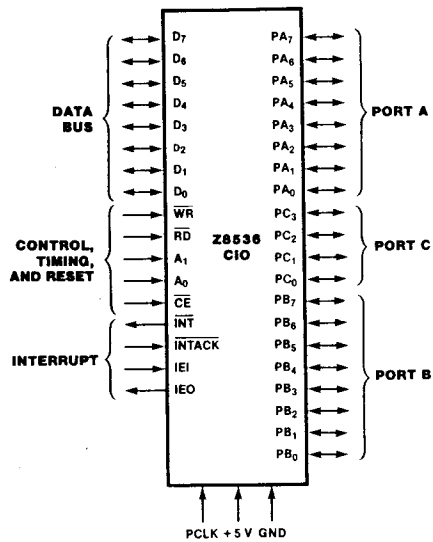 D7
D6
D5
D4
D3
D2
D1
D0
DATA
BUS
WR
RD
A1
A0
CE
CONTROL,
TIMING,
AND RESET
INT
INTACK
IEI
IEO
INTERRUPT
Z8536
CIO
PA7
PA6
PA5
PA4
PA3
PA2
PA1
PA0
PORT A
PC3
PC2
PC1
PC0
PORT C
PB7
PB6
PB5
PB4
PB3
PB2
PB1
PB0
PORT B
PCLK +5 V GND